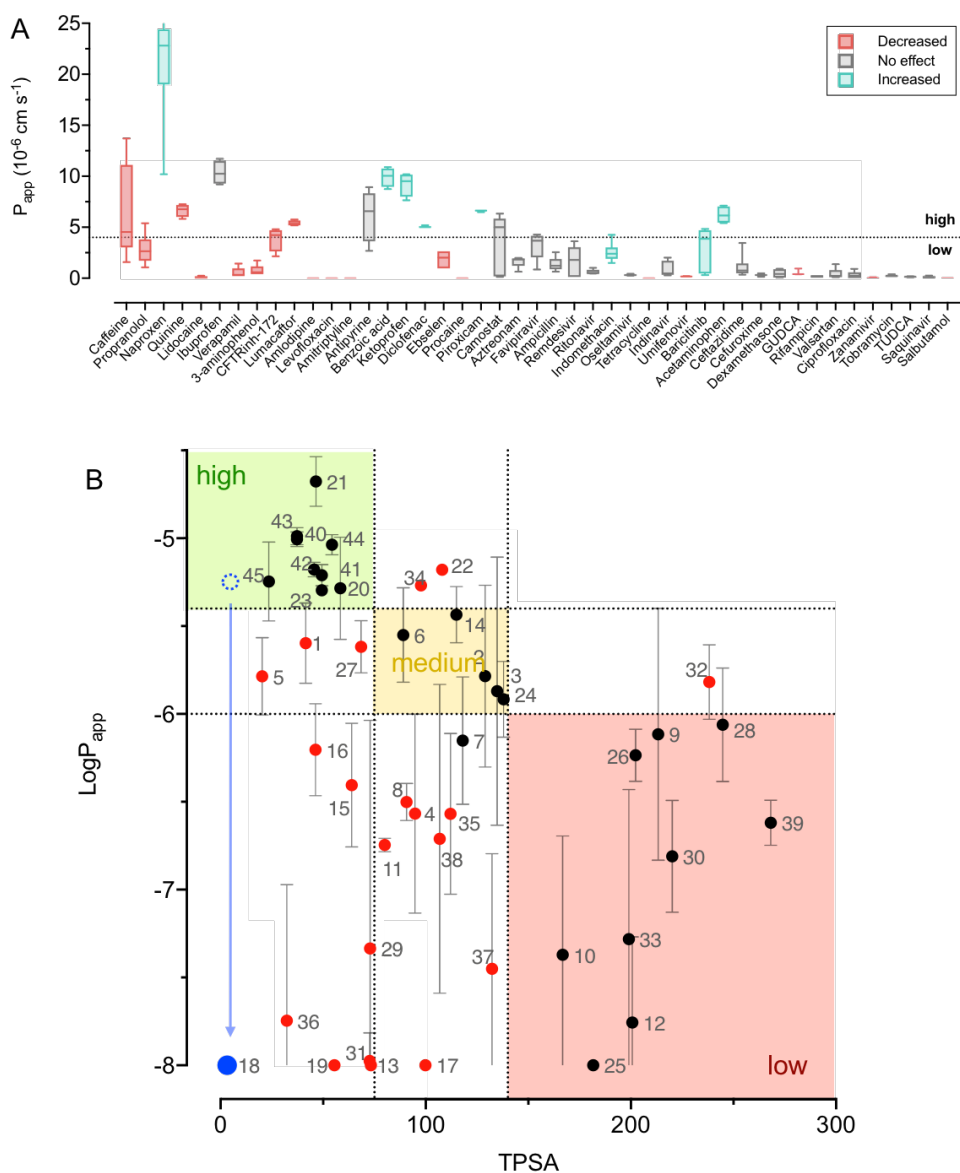 A
P_app (10^-6 cm s^-1)
25
20
15
10
5
0
Decreased
No effect
Increased
high
low
Caffeine
Propranolol
Naproxen
Quinine
Lidocaine
Ibuprofen
Verapamil
3-aminophenol
CFTRinh-172
Lumacaftor
Amlodipine
Levofloxacin
Amitriptyline
Antipyrine
Benzoic acid
Ketoprofen
Diclofenac
Ebselen
Procaine
Piroxicam
Camostat
Aztreonam
Favipiravir
Ampicillin
Remdesivir
Ritonavir
Indomethacin
Oseltamivir
Tetracycline
Indinavir
Umifenovir
Baricitinib
Acetaminophen
Ceftazidime
Cefuroxime
Dexamethasone
GUDCA
Rifampicin
Valsartan
Ciprofloxacin
Zanamivir
Tobramycin
TUDCA
Saquinavir
Salbutamol
B
LogP_app
-5
-6
-7
-8
high
medium
low
21
43
40
44
42
41
45
23
20
34
22
1
27
5
6
14
2
3
24
32
16
7
26
9
28
15
8
4
35
11
38
30
39
29
37
10
33
36
12
18
19
31
13
17
25
0
100
200
300
TPSA